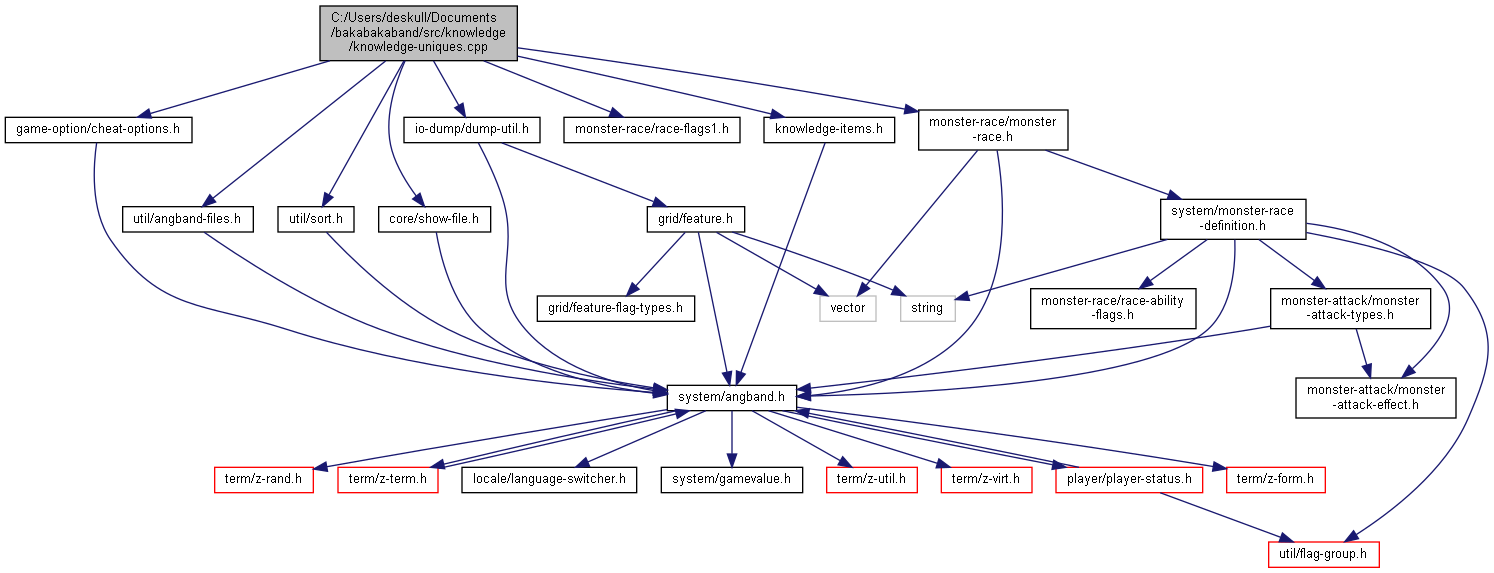 C:/Users/deskull/Documents
/bakabakaband/src/knowledge
/knowledge-uniques.cpp
game-option/cheat-options.h
io-dump/dump-util.h
monster-race/race-flags1.h
knowledge-items.h
monster-race/monster
-race.h
util/angband-files.h
util/sort.h
core/show-file.h
grid/feature.h
system/monster-race
-definition.h
grid/feature-flag-types.h
vector
string
monster-race/race-ability
-flags.h
monster-attack/monster
-attack-types.h
system/angband.h
monster-attack/monster
-attack-effect.h
term/z-rand.h
term/z-term.h
locale/language-switcher.h
system/gamevalue.h
term/z-util.h
term/z-virt.h
player/player-status.h
term/z-form.h
util/flag-group.h